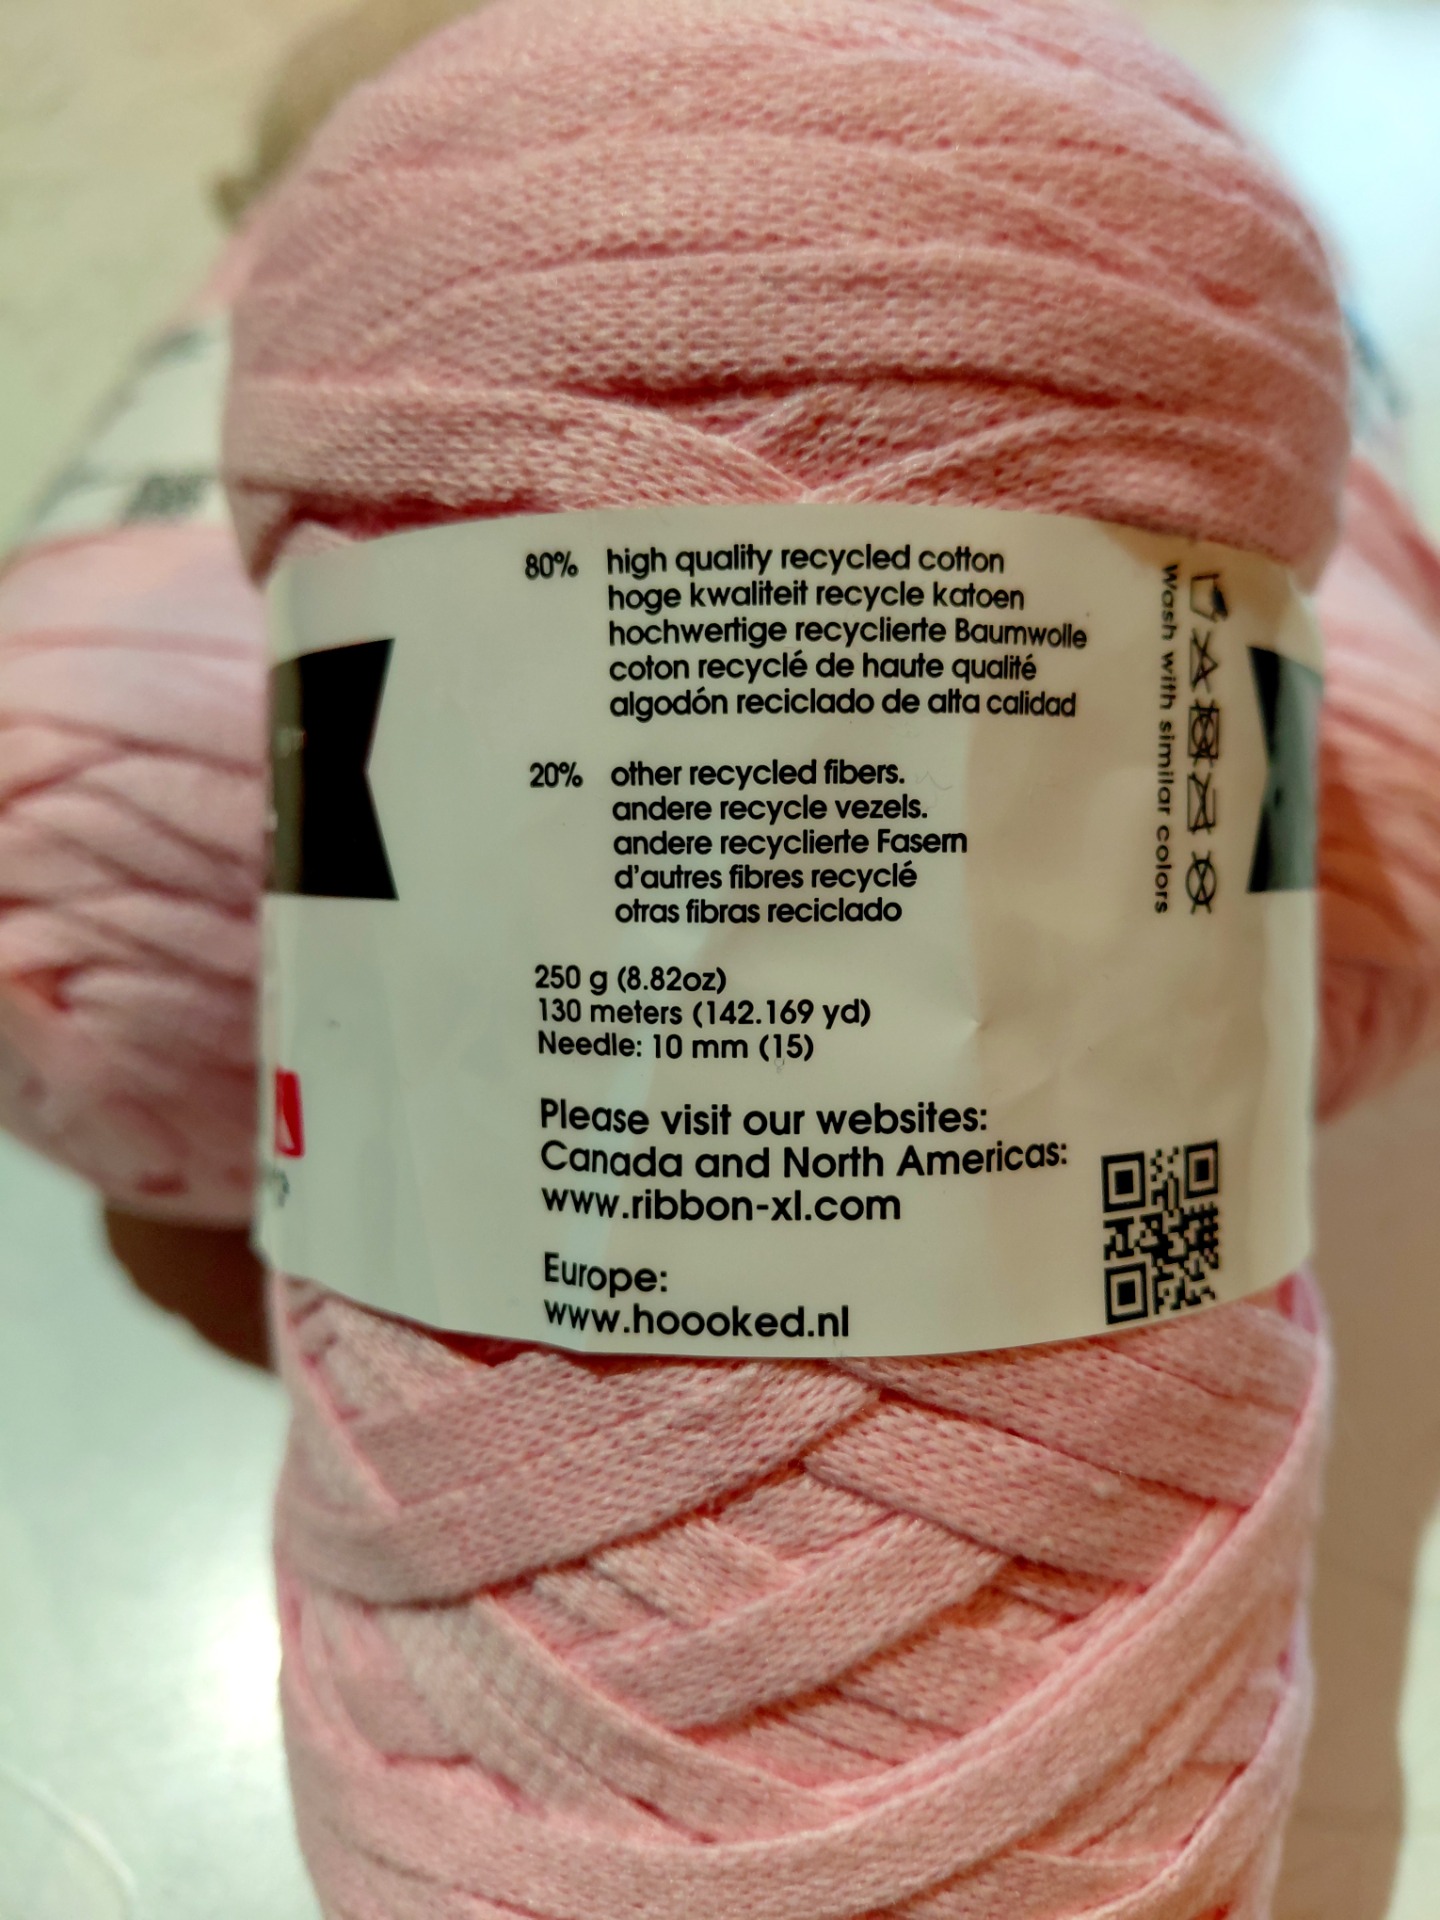 80% high quality recycled cotton
hoge kwaliteit recycle katoen
hochwertige recyclierte Baumwolle
coton recyclé de haute qualité
algodón reciclado de alta calidad
20% other recycled fibers.
andere recycle vezels.
andere recyclierte Fasern
d'autres fibres recyclé
otras fibras reciclado
250 g (8.82oz)
130 meters (142.169 yd)
Needle: 10 mm (15)
Please visit our websites:
Canada and North Americas:
www.ribbon-xl.com
Europe:
www.hoooked.nl
Wash with similar colors